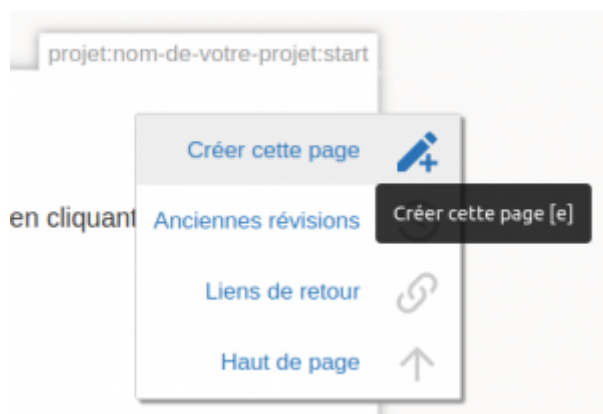 projet:nom-de-votre-projet:start
Créer cette page
Créer cette page [e]
en cliquant
Anciennes révisions
Liens de retour
Haut de page